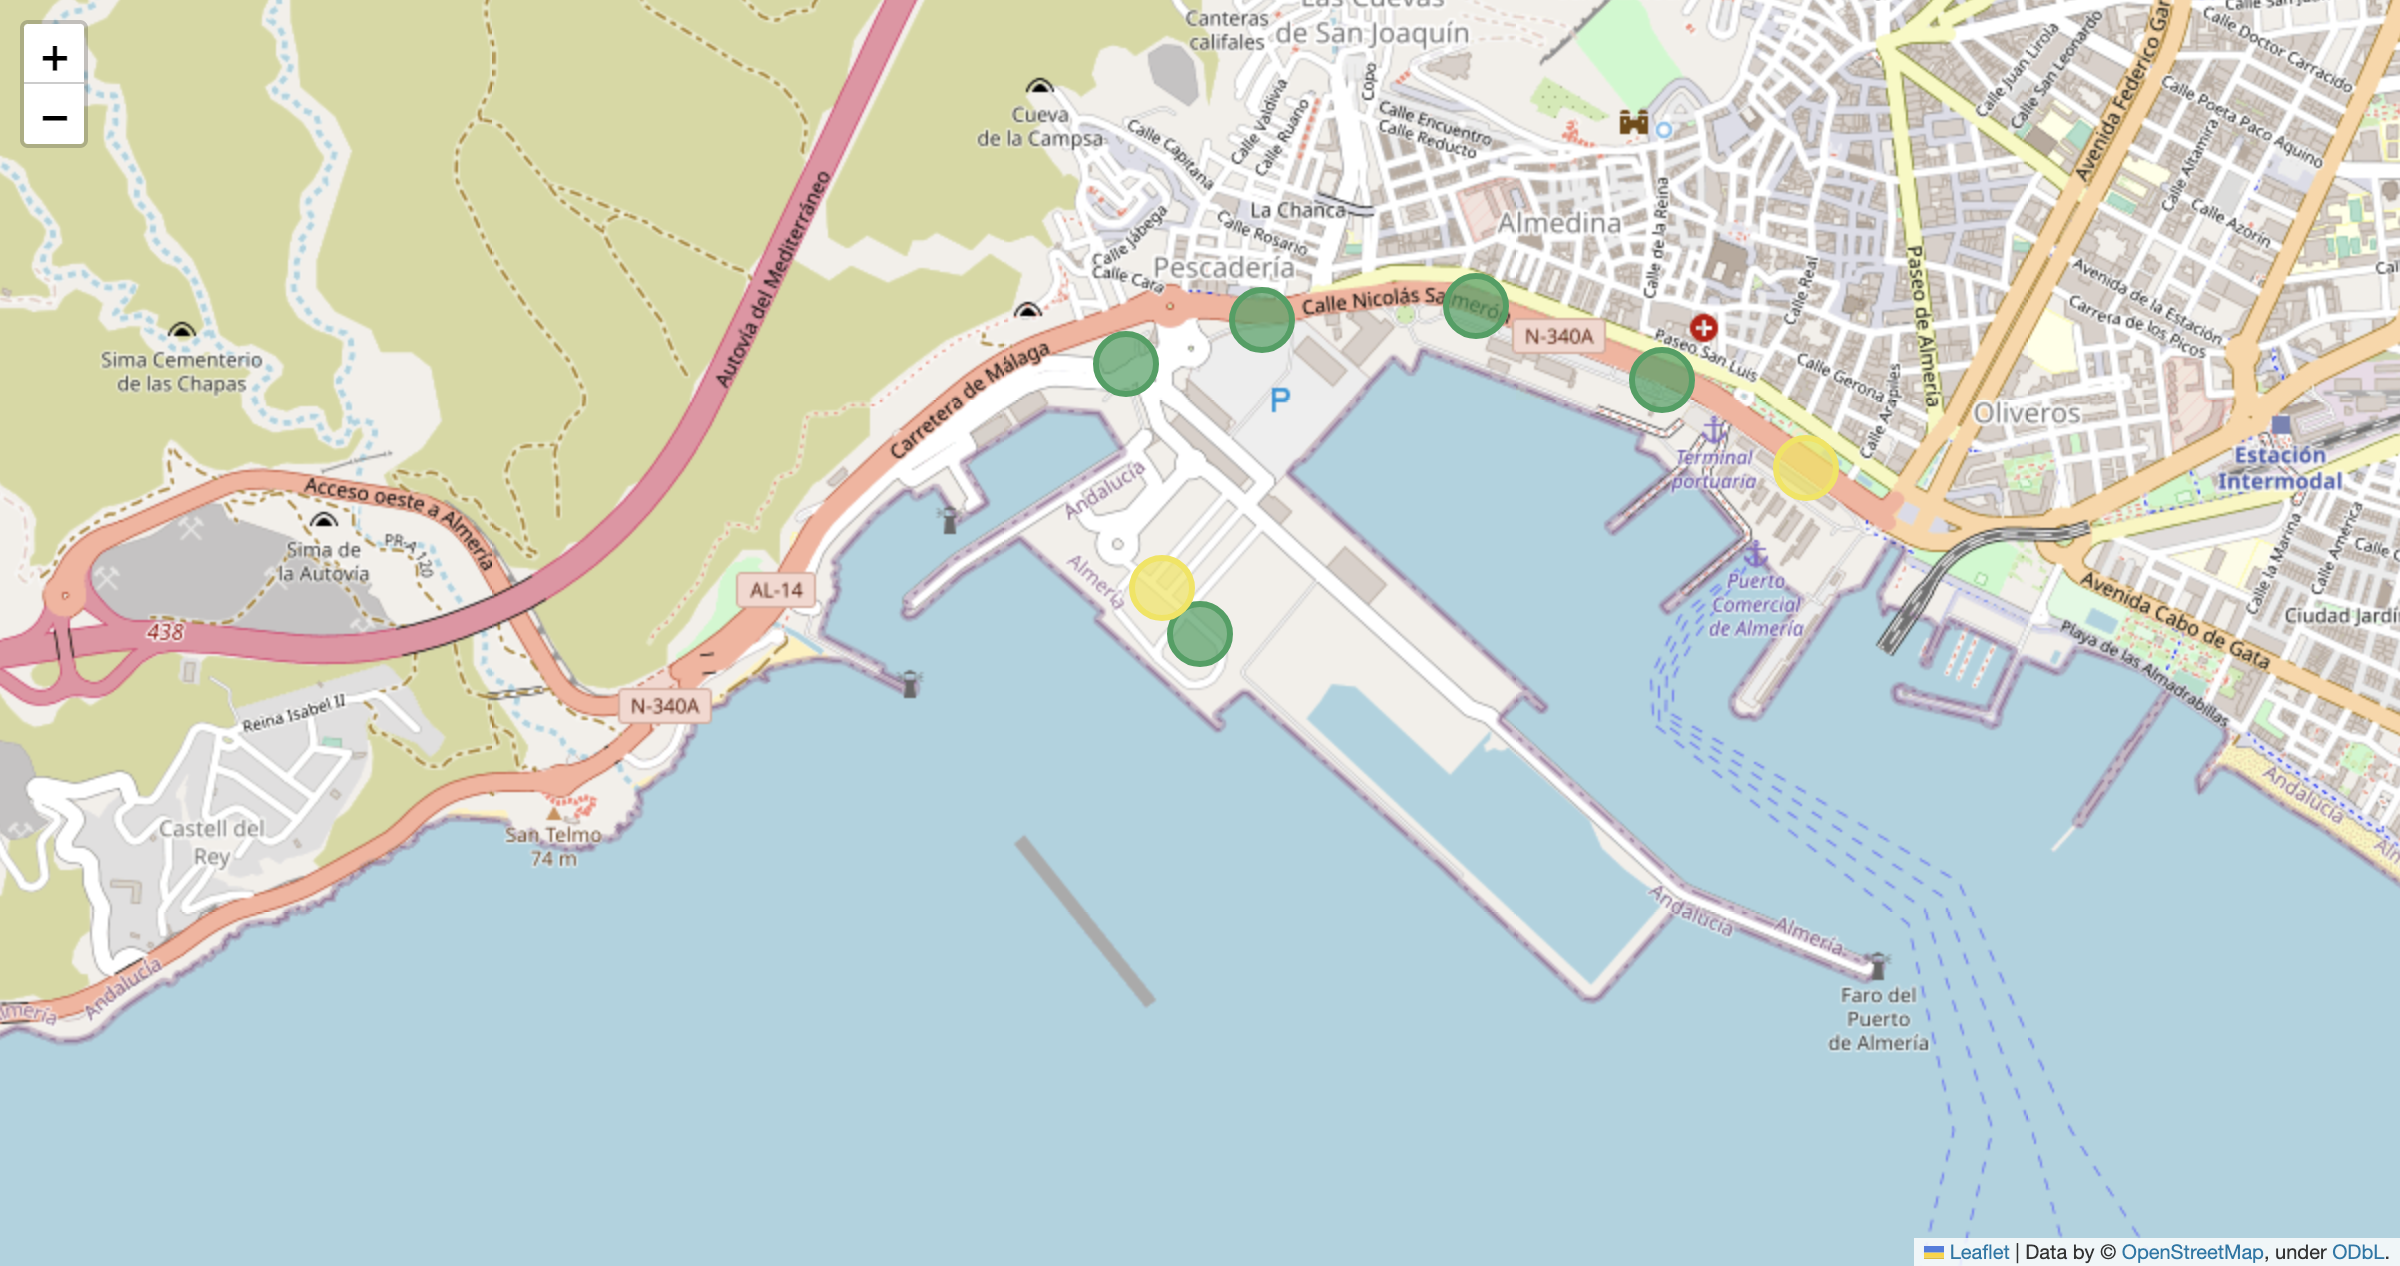 +
−
Canteras
califales
Las Cuevas
de San Joaquín
Copo
Calle Valdivia
Calle Ruano
Calle Encuentro
Calle Reducto
Calle Capitana
Cueva
de la Campsa
La Chanca
Calle Rosario
Calle Jábega
Calle Cara
Pescadería
Almedina
Calle de la Reina
Calle Real
Paseo de Almería
Avenida Federico Gar
Calle Juan Lirola
Calle San Leonardo
Calle Doctor Carracido
Calle Poeta Paco Aquino
Calle Altamira
Calle Azorín
Cal
Avenida de la Estación
Carrera de los Picos
Autovía del Mediterráneo
Sima Cementerio
de las Chapas
Carretera de Málaga
Calle Nicolás Salmerón
N-340A
Paseo San Luis
Calle Gerona
Calle Arapiles
Oliveros
P
Terminal
portuaria
Estación
Intermodal
Acceso oeste a Almería
PR-A 120
Sima de
la Autovía
Andalucía
Almería
AL-14
Puerto
Comercial
de Almería
438
Calle la Marina
Calle América
Calle C
Ciudad Jardí
Avenida Cabo de Gata
Playa de las Almadrabillas
N-340A
Reina Isabel II
Castell del
Rey
San Telmo
74 m
Andalucía
Alm
Andalucía
Almería
Andalucía
lmería
Faro del
Puerto
de Almería
Leaflet | Data by © OpenStreetMap, under ODbL.